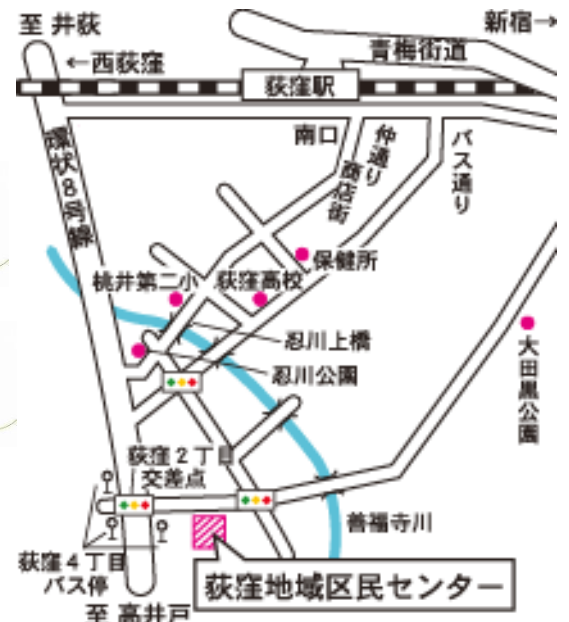 至 井荻
新宿→
←西荻窪
青梅街道
荻窪駅
環状8号線
南口
仲通り
商店街
バス通り
保健所
桃井第二小
荻窪高校
忍川上橋
忍川公園
大田黒公園
荻窪2丁目
交差点
善福寺川
荻窪4丁目
バス停
荻窪地域区民センター
至 高井戸